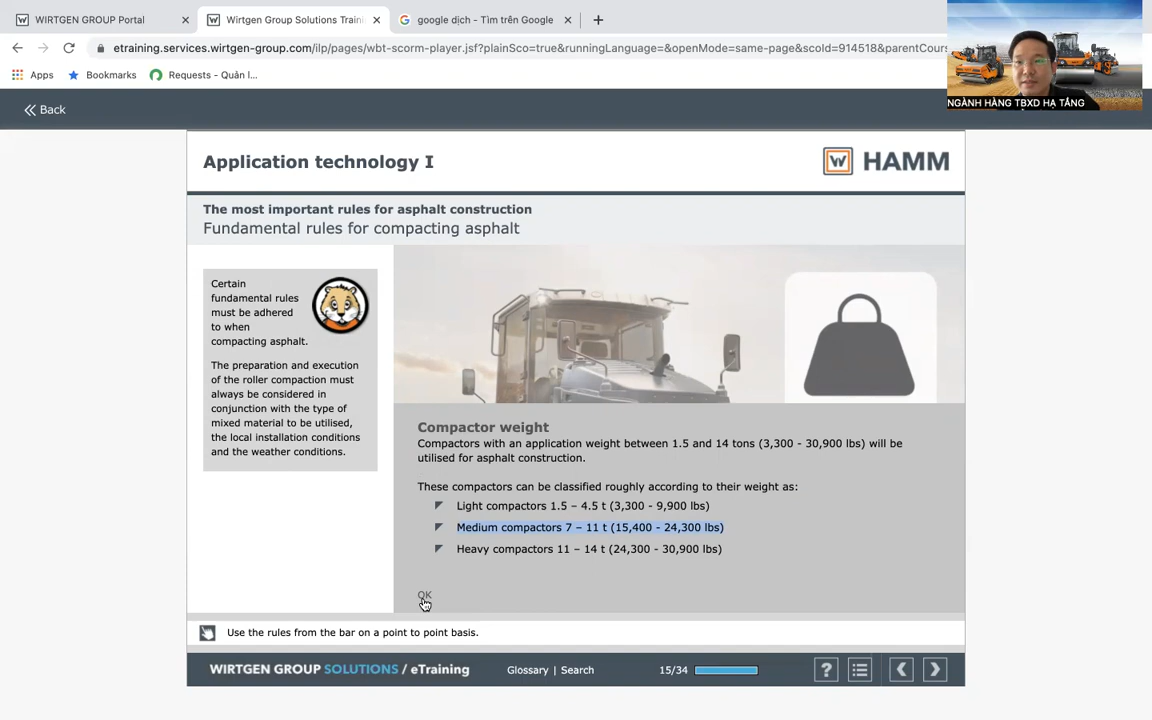 WIRTGEN GROUP Portal
Wirtgen Group Solutions Traini
google dịch - Tìm trên Google
etraining.services.wirtgen-group.com/ilp/pages/wbt-scorm-player.jsf?plainSco=true&runningLanguage=&openMode=same-page&scoId=914518&parentCours
Apps
Bookmarks
Requests - Quản l...
NGÀNH HÀNG TBXD HẠ TẦNG
Back
Application technology I
W HAMM
The most important rules for asphalt construction
Fundamental rules for compacting asphalt
Certain
fundamental rules
must be adhered
to when
compacting asphalt.
The preparation and execution
of the roller compaction must
always be considered in
conjunction with the type of
mixed material to be utilised,
the local installation conditions
and the weather conditions.
Compactor weight
Compactors with an application weight between 1.5 and 14 tons (3,300 - 30,900 lbs) will be
utilised for asphalt construction.
These compactors can be classified roughly according to their weight as:
Light compactors 1.5 – 4.5 t (3,300 - 9,900 lbs)
Medium compactors 7 – 11 t (15,400 - 24,300 lbs)
Heavy compactors 11 – 14 t (24,300 - 30,900 lbs)
OK
Use the rules from the bar on a point to point basis.
WIRTGEN GROUP SOLUTIONS / eTraining
Glossary | Search
15/34
?